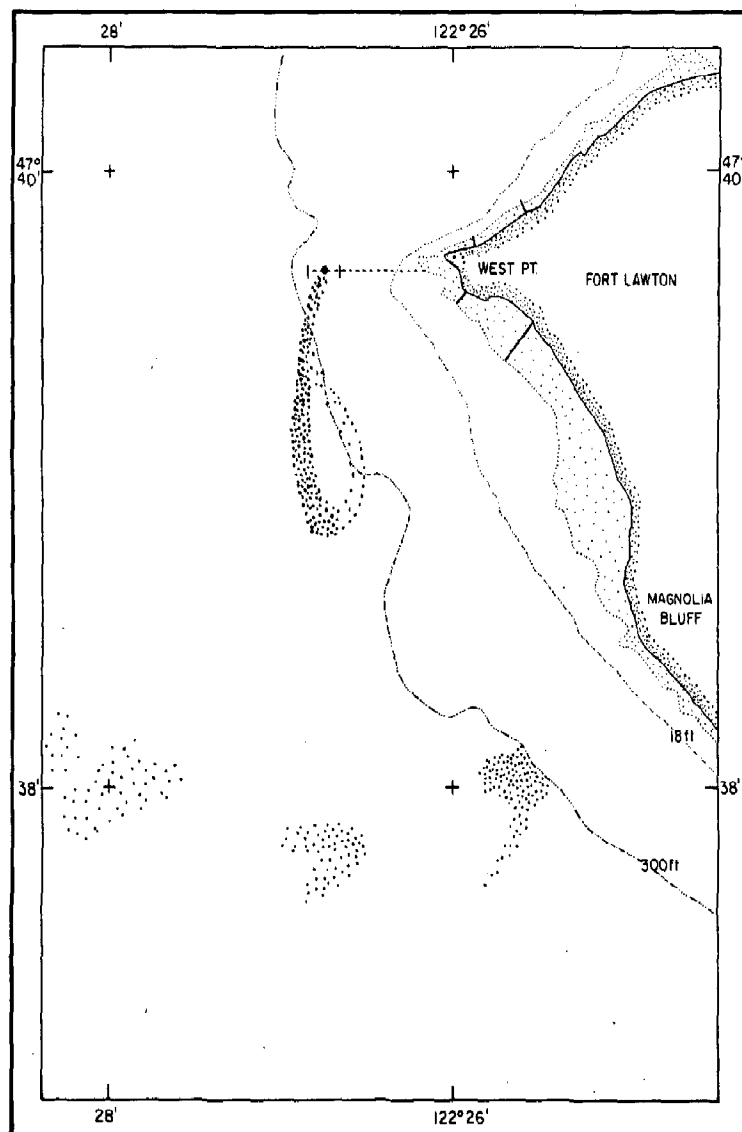 28' 122° 26'
47° 40' 47° 40'
WEST PT.
FORT LAWTON
MAGNOLIA
BLUFF
18ft
38' 38'
300ft
28' 122° 26'